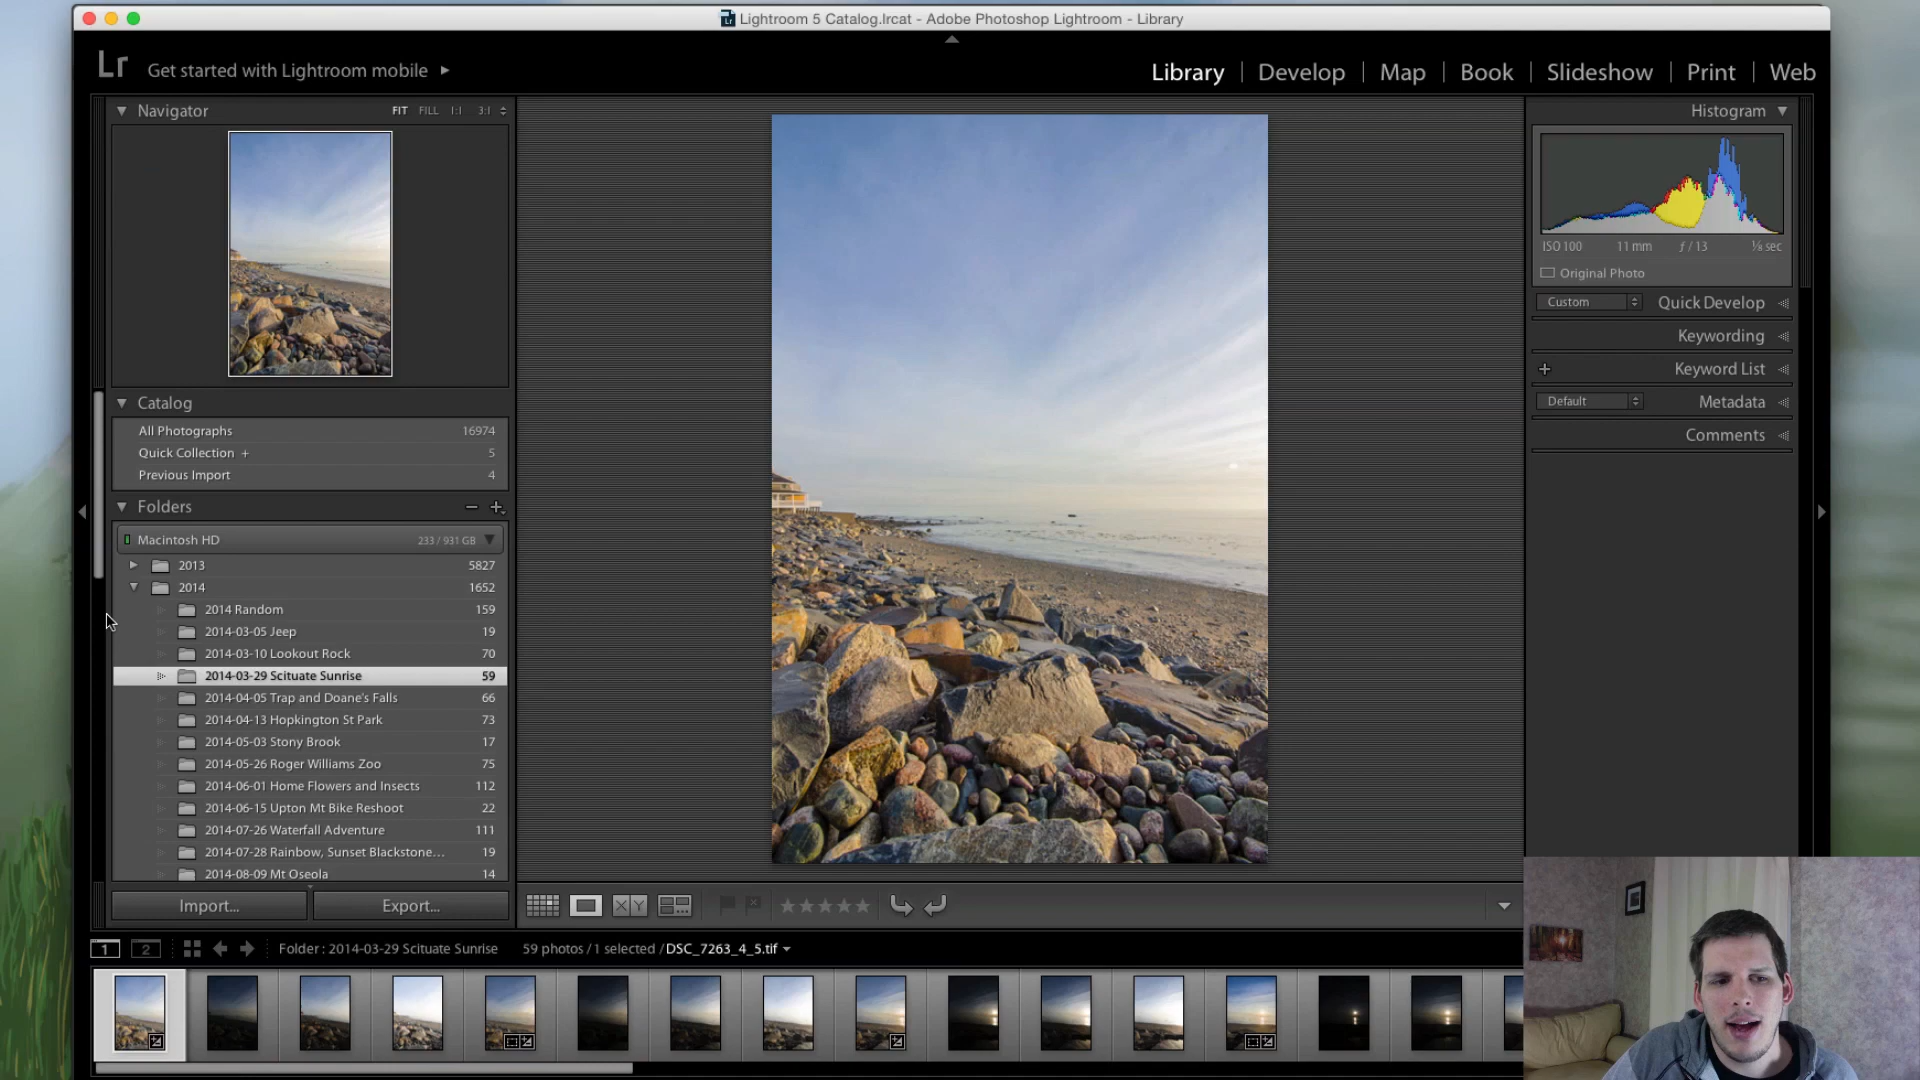 Lightroom 5 Catalog.lrcat - Adobe Photoshop Lightroom - Library
Lr Get started with Lightroom mobile
Library Develop Map Book Slideshow Print Web
Navigator FIT FILL 1:1 3:1
Histogram
ISO 100 11 mm ƒ / 13 ⅛ sec
Original Photo
Custom Quick Develop
Keywording
Keyword List
Default Metadata
Comments
Catalog
All Photographs 16974
Quick Collection + 5
Previous Import 4
Folders
Macintosh HD 233 / 931 GB
2013 5827
2014 1652
2014 Random 159
2014-03-05 Jeep 19
2014-03-10 Lookout Rock 70
2014-03-29 Scituate Sunrise 59
2014-04-05 Trap and Doane's Falls 66
2014-04-13 Hopkington St Park 73
2014-05-03 Stony Brook 17
2014-05-26 Roger Williams Zoo 75
2014-06-01 Home Flowers and Insects 112
2014-06-15 Upton Mt Bike Reshoot 22
2014-07-26 Waterfall Adventure 111
2014-07-28 Rainbow, Sunset Blackstone... 19
2014-08-09 Mt Oseola 14
Import... Export...
X Y
1 2 Folder : 2014-03-29 Scituate Sunrise 59 photos / 1 selected / DSC_7263_4_5.tif